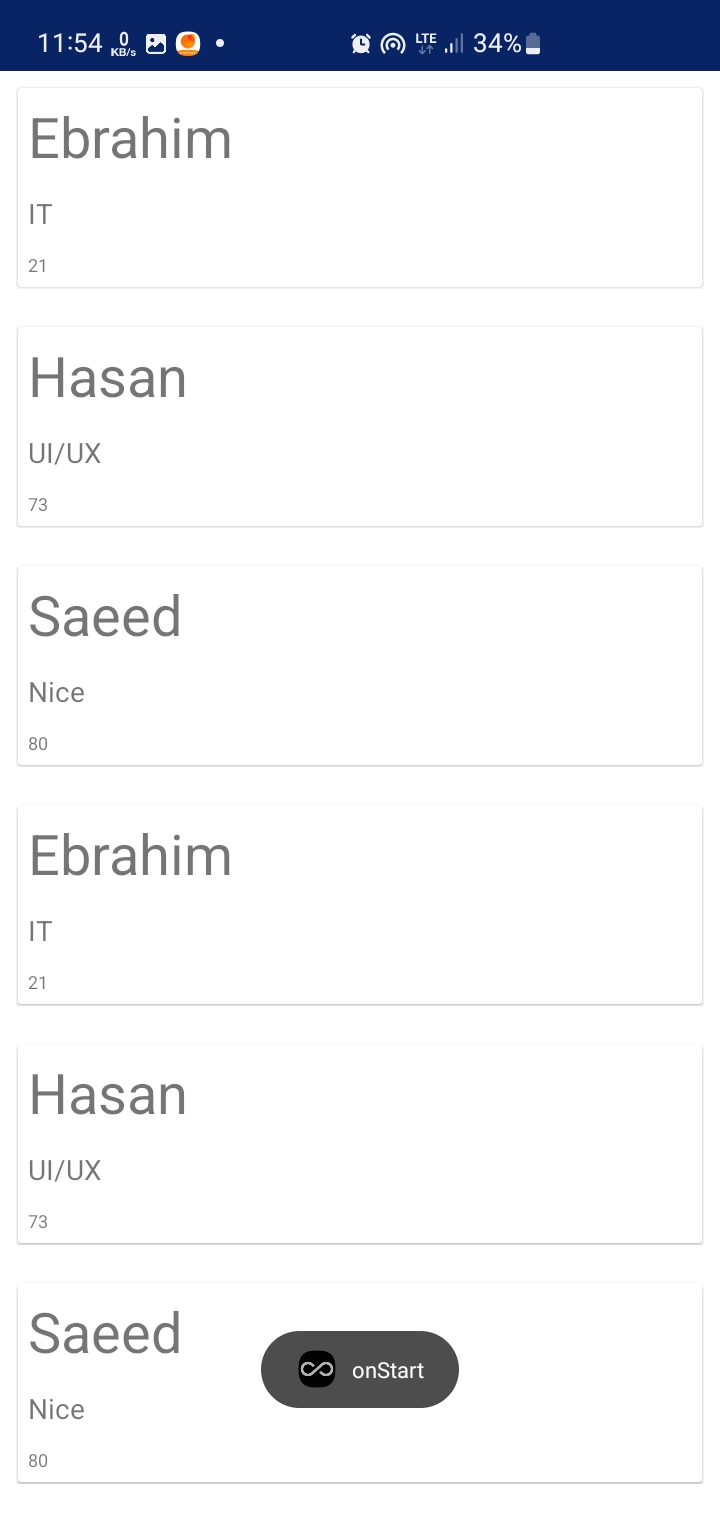 11:54 0 KB/s LTE 34%
Ebrahim
IT
21
Hasan
UI/UX
73
Saeed
Nice
80
Ebrahim
IT
21
Hasan
UI/UX
73
Saeed
onStart
Nice
80